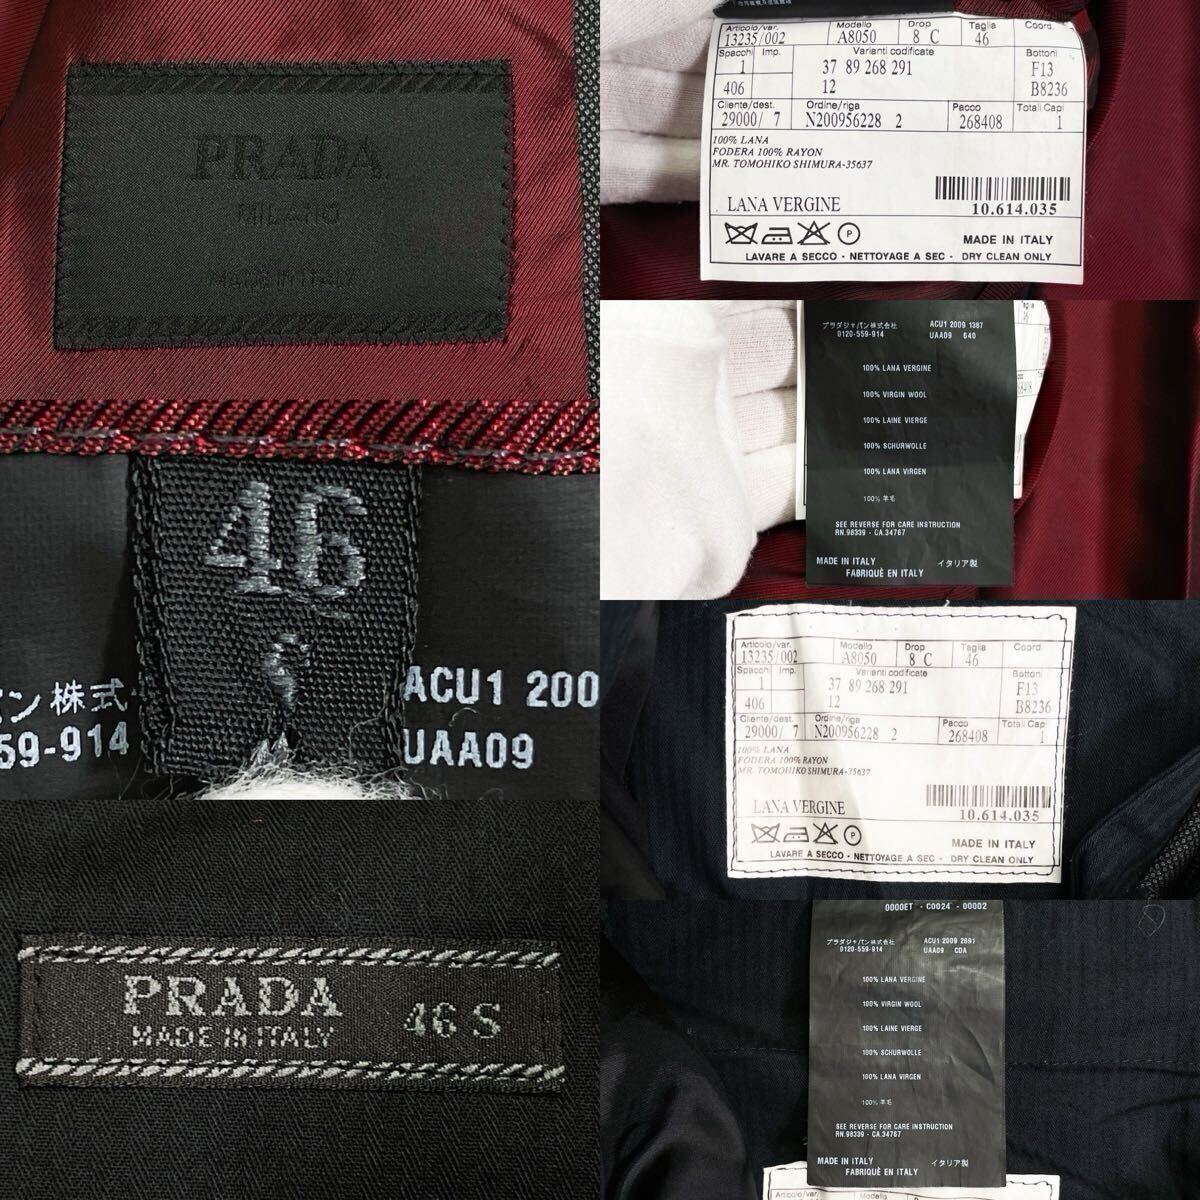 PRADA
MILANO
MADE IN ITALY
46
S
パン株式
59-914
ACU1 200
UAA09
PRADA
MADE IN ITALY
46 S
Articolo/var. Modello Drop Taglia Coord.
13235/002 A8050 8 C 46
Spacchi Imp. Varianti codificate Bottoni
1 37 89 268 291 F13
406 12 B8236
Cliente/dest. Ordine/riga Pacco Totali Capi
29000/ 7 N200956228 2 268408 1
100% LANA
FODERA 100% RAYON
MR. TOMOHIKO SHIMURA-35637
LANA VERGINE
10.614.035
P
MADE IN ITALY
LAVARE A SECCO - NETTOYAGE A SEC - DRY CLEAN ONLY
プラダジャパン株式会社 ACU1 2009 1387
0120-559-914 UAA09 640
100% LANA VERGINE
100% VIRGIN WOOL
100% LAINE VIERGE
100% SCHURWOLLE
100% LANA VIRGEN
100% 羊毛
SEE REVERSE FOR CARE INSTRUCTION
RN.98339 - CA.34767
MADE IN ITALY
FABRIQUÉ EN ITALY イタリア製
Articolo/var. Modello Drop Taglia Coord.
13235/002 A8050 8 C 46
Spacchi Imp. Varianti codificate Bottoni
1 37 89 268 291 F13
406 12 B8236
Cliente/dest. Ordine/riga Pacco Totali Capi
29000/ 7 N200956228 2 268408 1
100% LANA
FODERA 100% RAYON
MR. TOMOHIKO SHIMURA-35637
LANA VERGINE
10.614.035
P
MADE IN ITALY
LAVARE A SECCO - NETTOYAGE A SEC - DRY CLEAN ONLY
0000ET - C0024 - 00002
プラダジャパン株式会社 ACU1 2009 2691
0120-559-914 UAA09 CDA
100% LANA VERGINE
100% VIRGIN WOOL
100% LAINE VIERGE
100% SCHURWOLLE
100% LANA VIRGEN
100% 羊毛
SEE REVERSE FOR CARE INSTRUCTION
RN.98339 - CA.34767
MADE IN ITALY
FABRIQUÉ EN ITALY イタリア製
Articolo/var. Modello